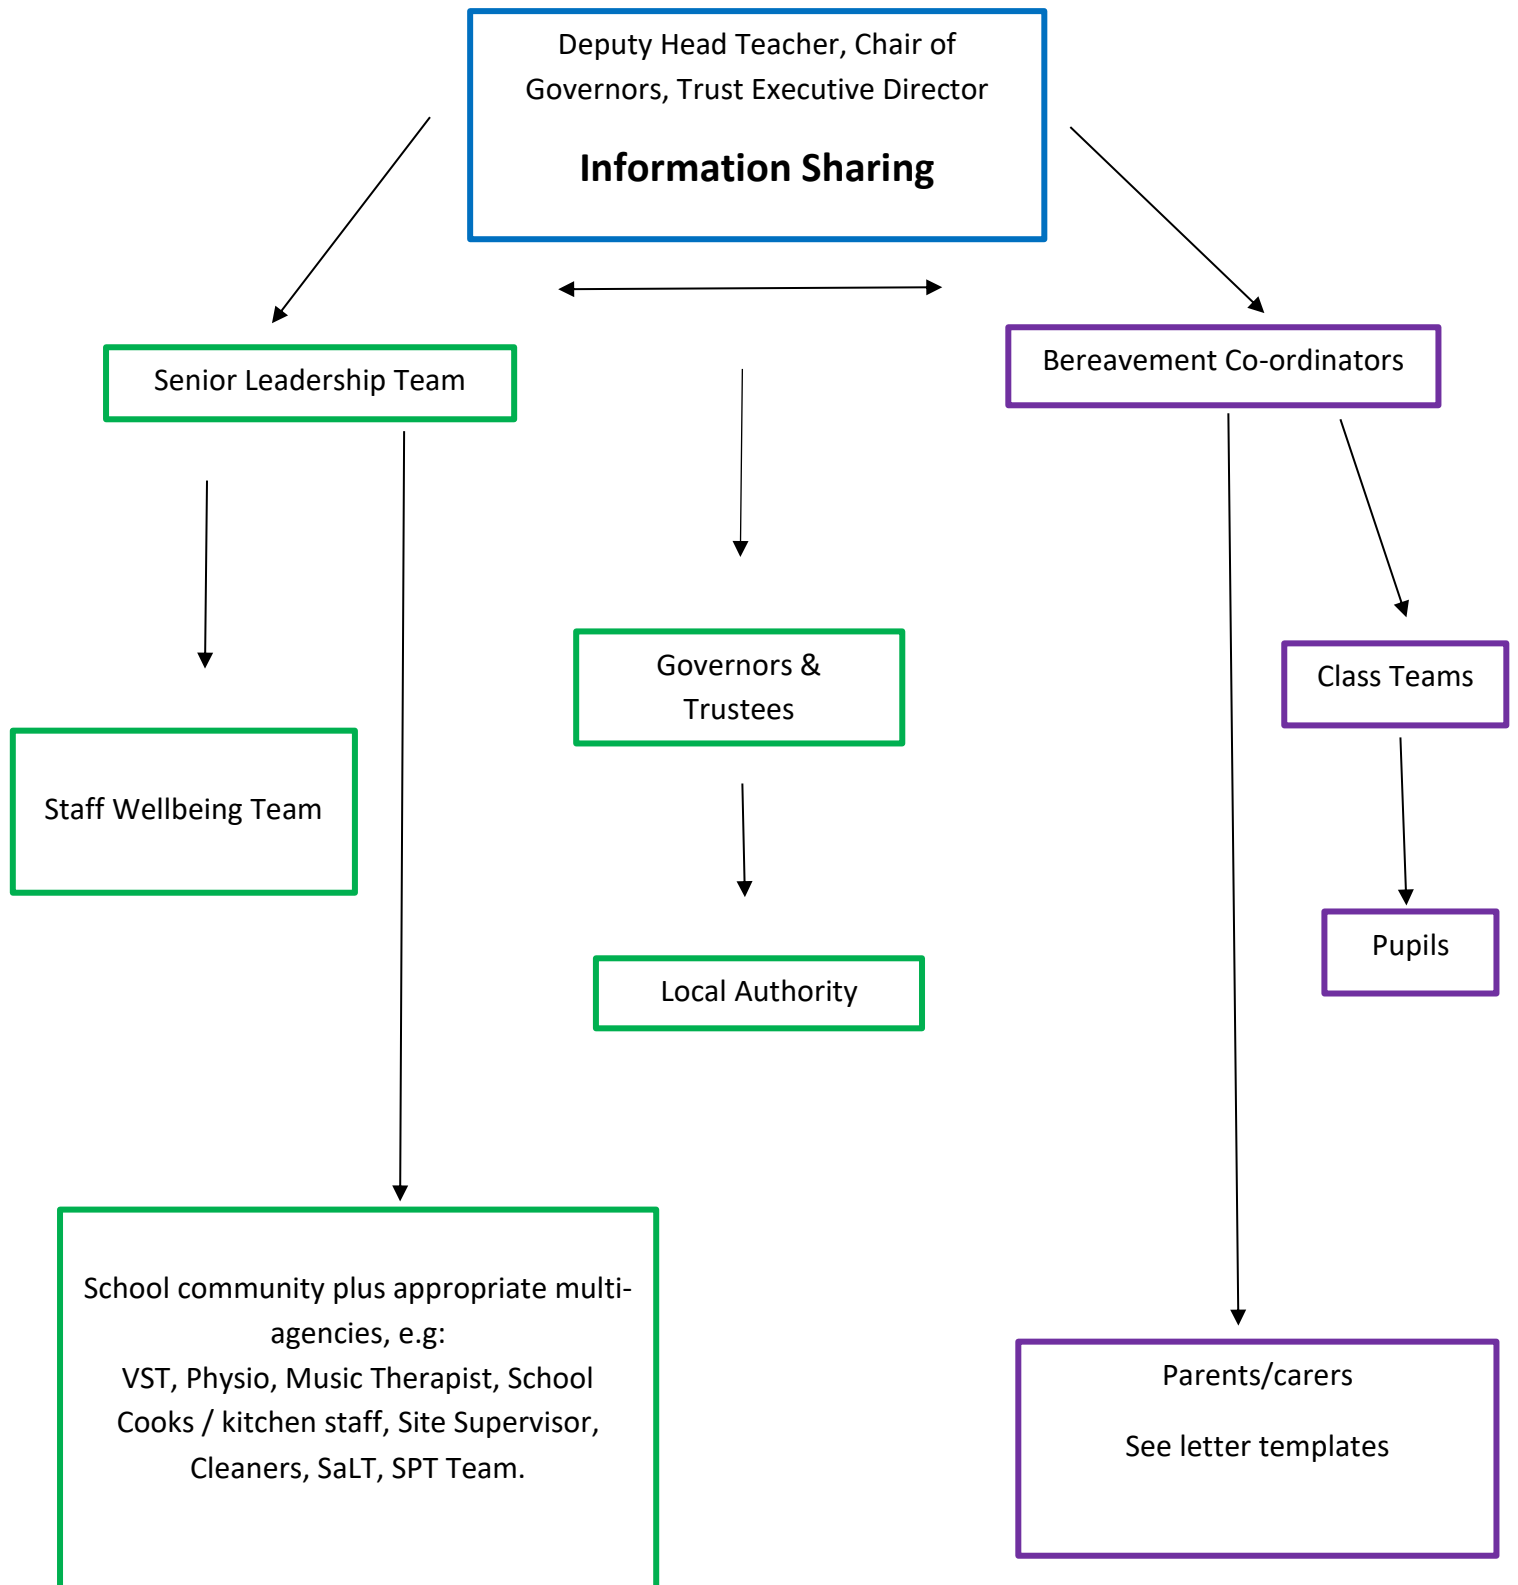 Deputy Head Teacher, Chair of
Governors, Trust Executive Director
Information Sharing
Senior Leadership Team
Bereavement Co-ordinators
Governors &
Trustees
Class Teams
Staff Wellbeing Team
Pupils
Local Authority
School community plus appropriate multi-
agencies, e.g:
VST, Physio, Music Therapist, School
Cooks / kitchen staff, Site Supervisor,
Cleaners, SaLT, SPT Team.
Parents/carers
See letter templates